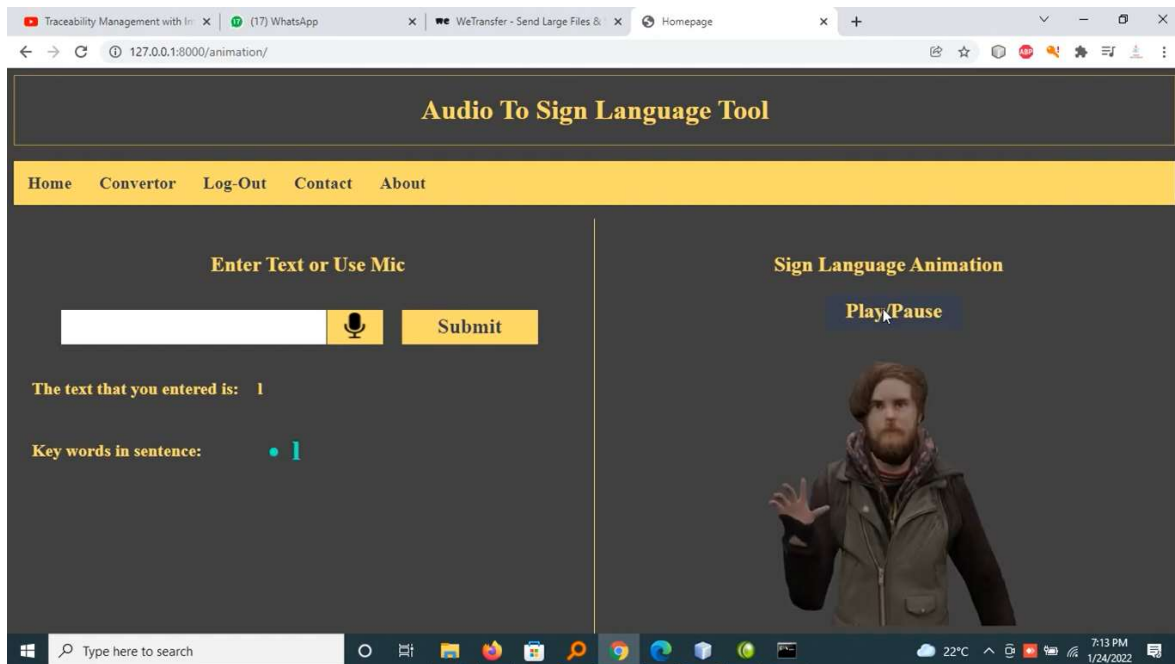 Traceability Management with In
(17) WhatsApp
WeTransfer - Send Large Files &
Homepage
127.0.0.1:8000/animation/
ABP
Audio To Sign Language Tool
Home Convertor Log-Out Contact About
Enter Text or Use Mic
Submit
The text that you entered is: l
Key words in sentence:
• l
Sign Language Animation
Play/Pause
Type here to search
22°C
7:13 PM
1/24/2022